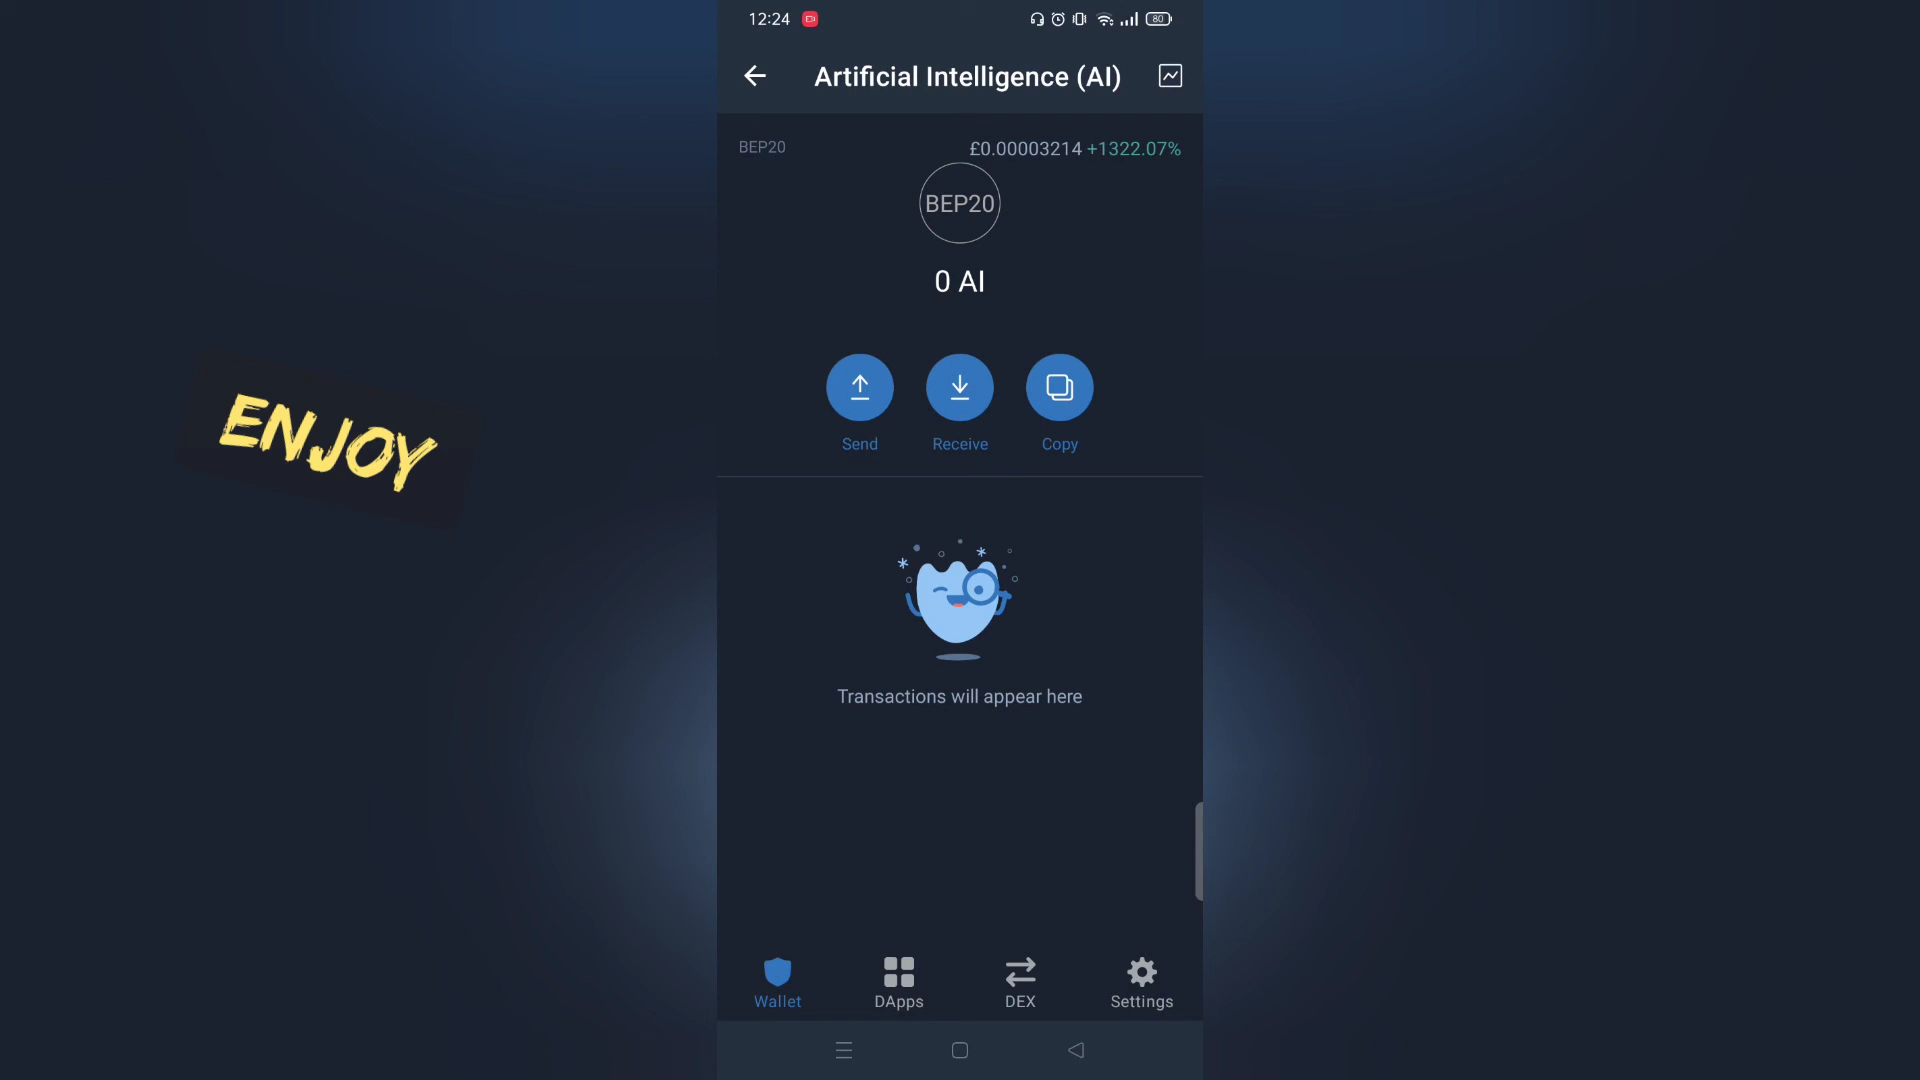 12:24
80
Artificial Intelligence (AI)
BEP20
£0.00003214 +1322.07%
BEP20
0 AI
Send
Receive
Copy
ENJOY
Transactions will appear here
Wallet
DApps
DEX
Settings